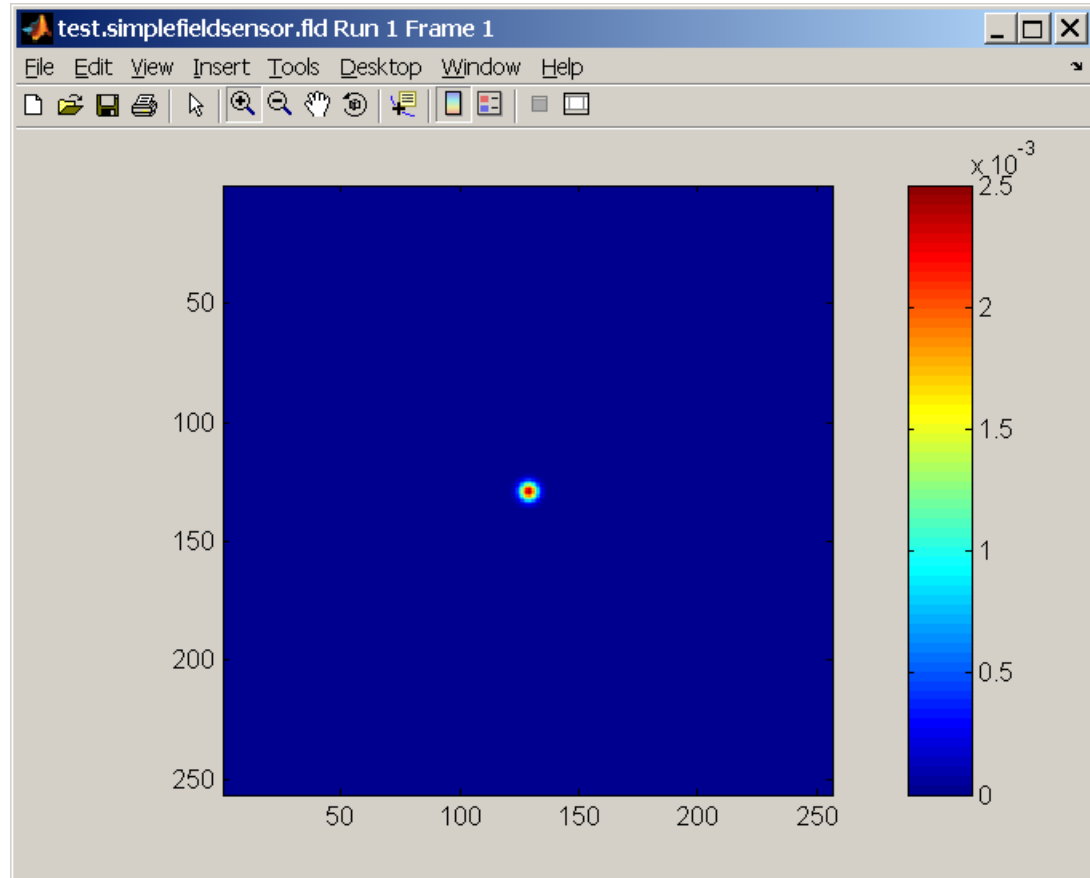 test.simplefieldsensor.fld Run 1 Frame 1
File Edit View Insert Tools Desktop Window Help
x 10⁻³
2.5
2
1.5
1
0.5
0
50
100
150
200
250
50 100 150 200 250